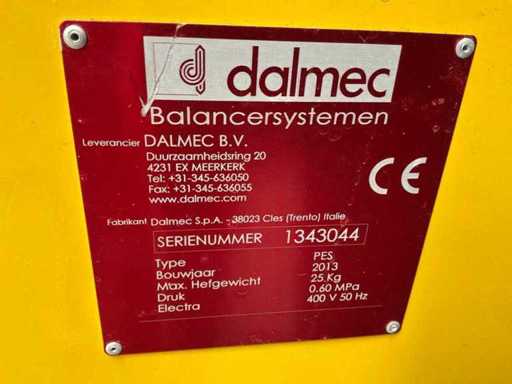 dalmec
Balancersystemen
Leverancier DALMEC B.V.
Duurzaamheidsring 20
4231 EX MEERKERK
Tel: +31-345-636050
Fax: +31-345-636055
www.dalmec.com
CE
Fabrikant Dalmec S.p.A. - 38023 Cles (Trento) Italie
SERIENUMMER 1343044
Type PES
Bouwjaar 2013
Max. Hefgewicht 25 Kg
Druk 0.60 MPa
Electra 400 V 50 Hz